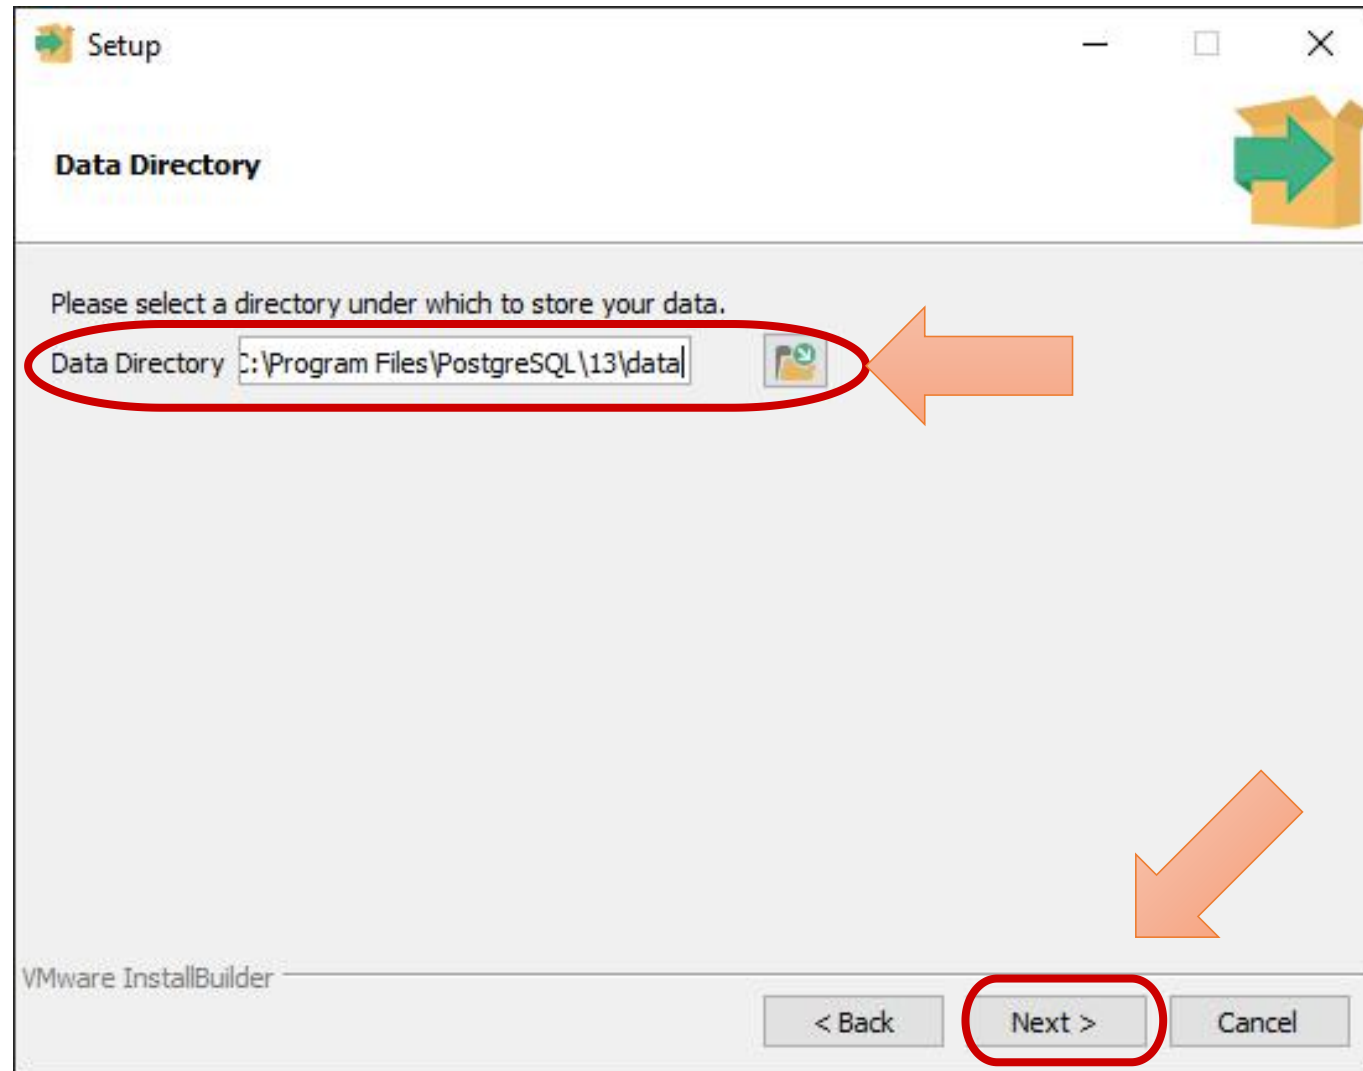 Setup
Data Directory
Please select a directory under which to store your data.
Data Directory C:\Program Files\PostgreSQL\13\data
VMware InstallBuilder
< Back Next > Cancel